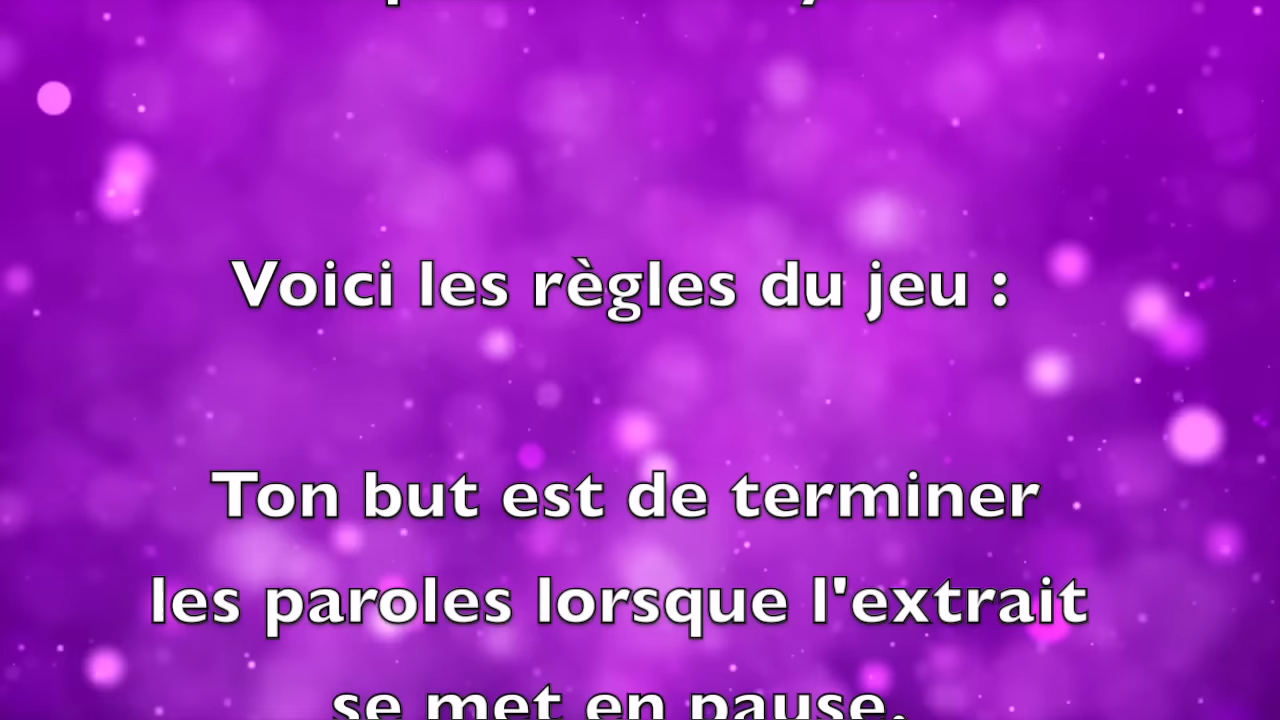 Voici les règles du jeu :
Ton but est de terminer
les paroles lorsque l'extrait
se met en pause.